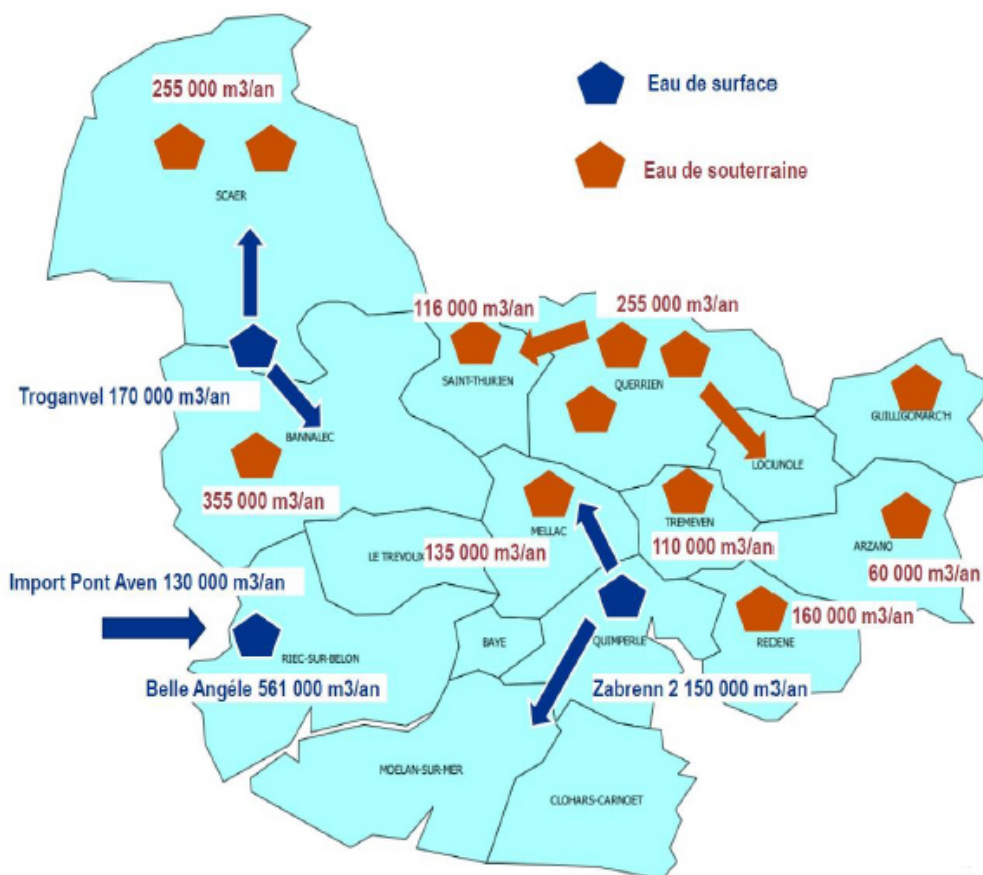 255 000 m3/an
Eau de surface
Eau de souterraine
SCAER
116 000 m3/an
255 000 m3/an
SAINT-THURIEN
QUERRIEN
Troganvel 170 000 m3/an
GUILLIGOMARC'H
BANNALEC
LOCIUNOLE
355 000 m3/an
MELLAC
TREMEVEN
ARZANO
LE TREVOUX
135 000 m3/an
110 000 m3/an
60 000 m3/an
Import Pont Aven 130 000 m3/an
160 000 m3/an
BAYE
QUIMPERLE
REDENE
RIEC-SUR-BELON
Belle Angéle 561 000 m3/an
Zabrenn 2 150 000 m3/an
MOELAN-SUR-MER
CLOHARS-CARNOET